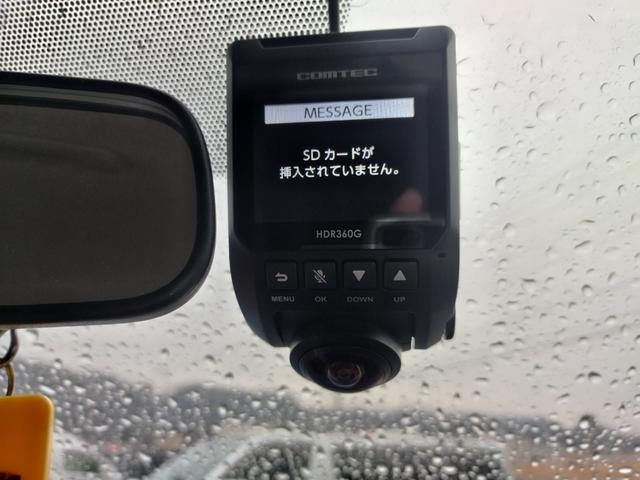 COMTEC
MESSAGE
SDカードが
挿入されていません。
HDR360G
MENU OK DOWN UP